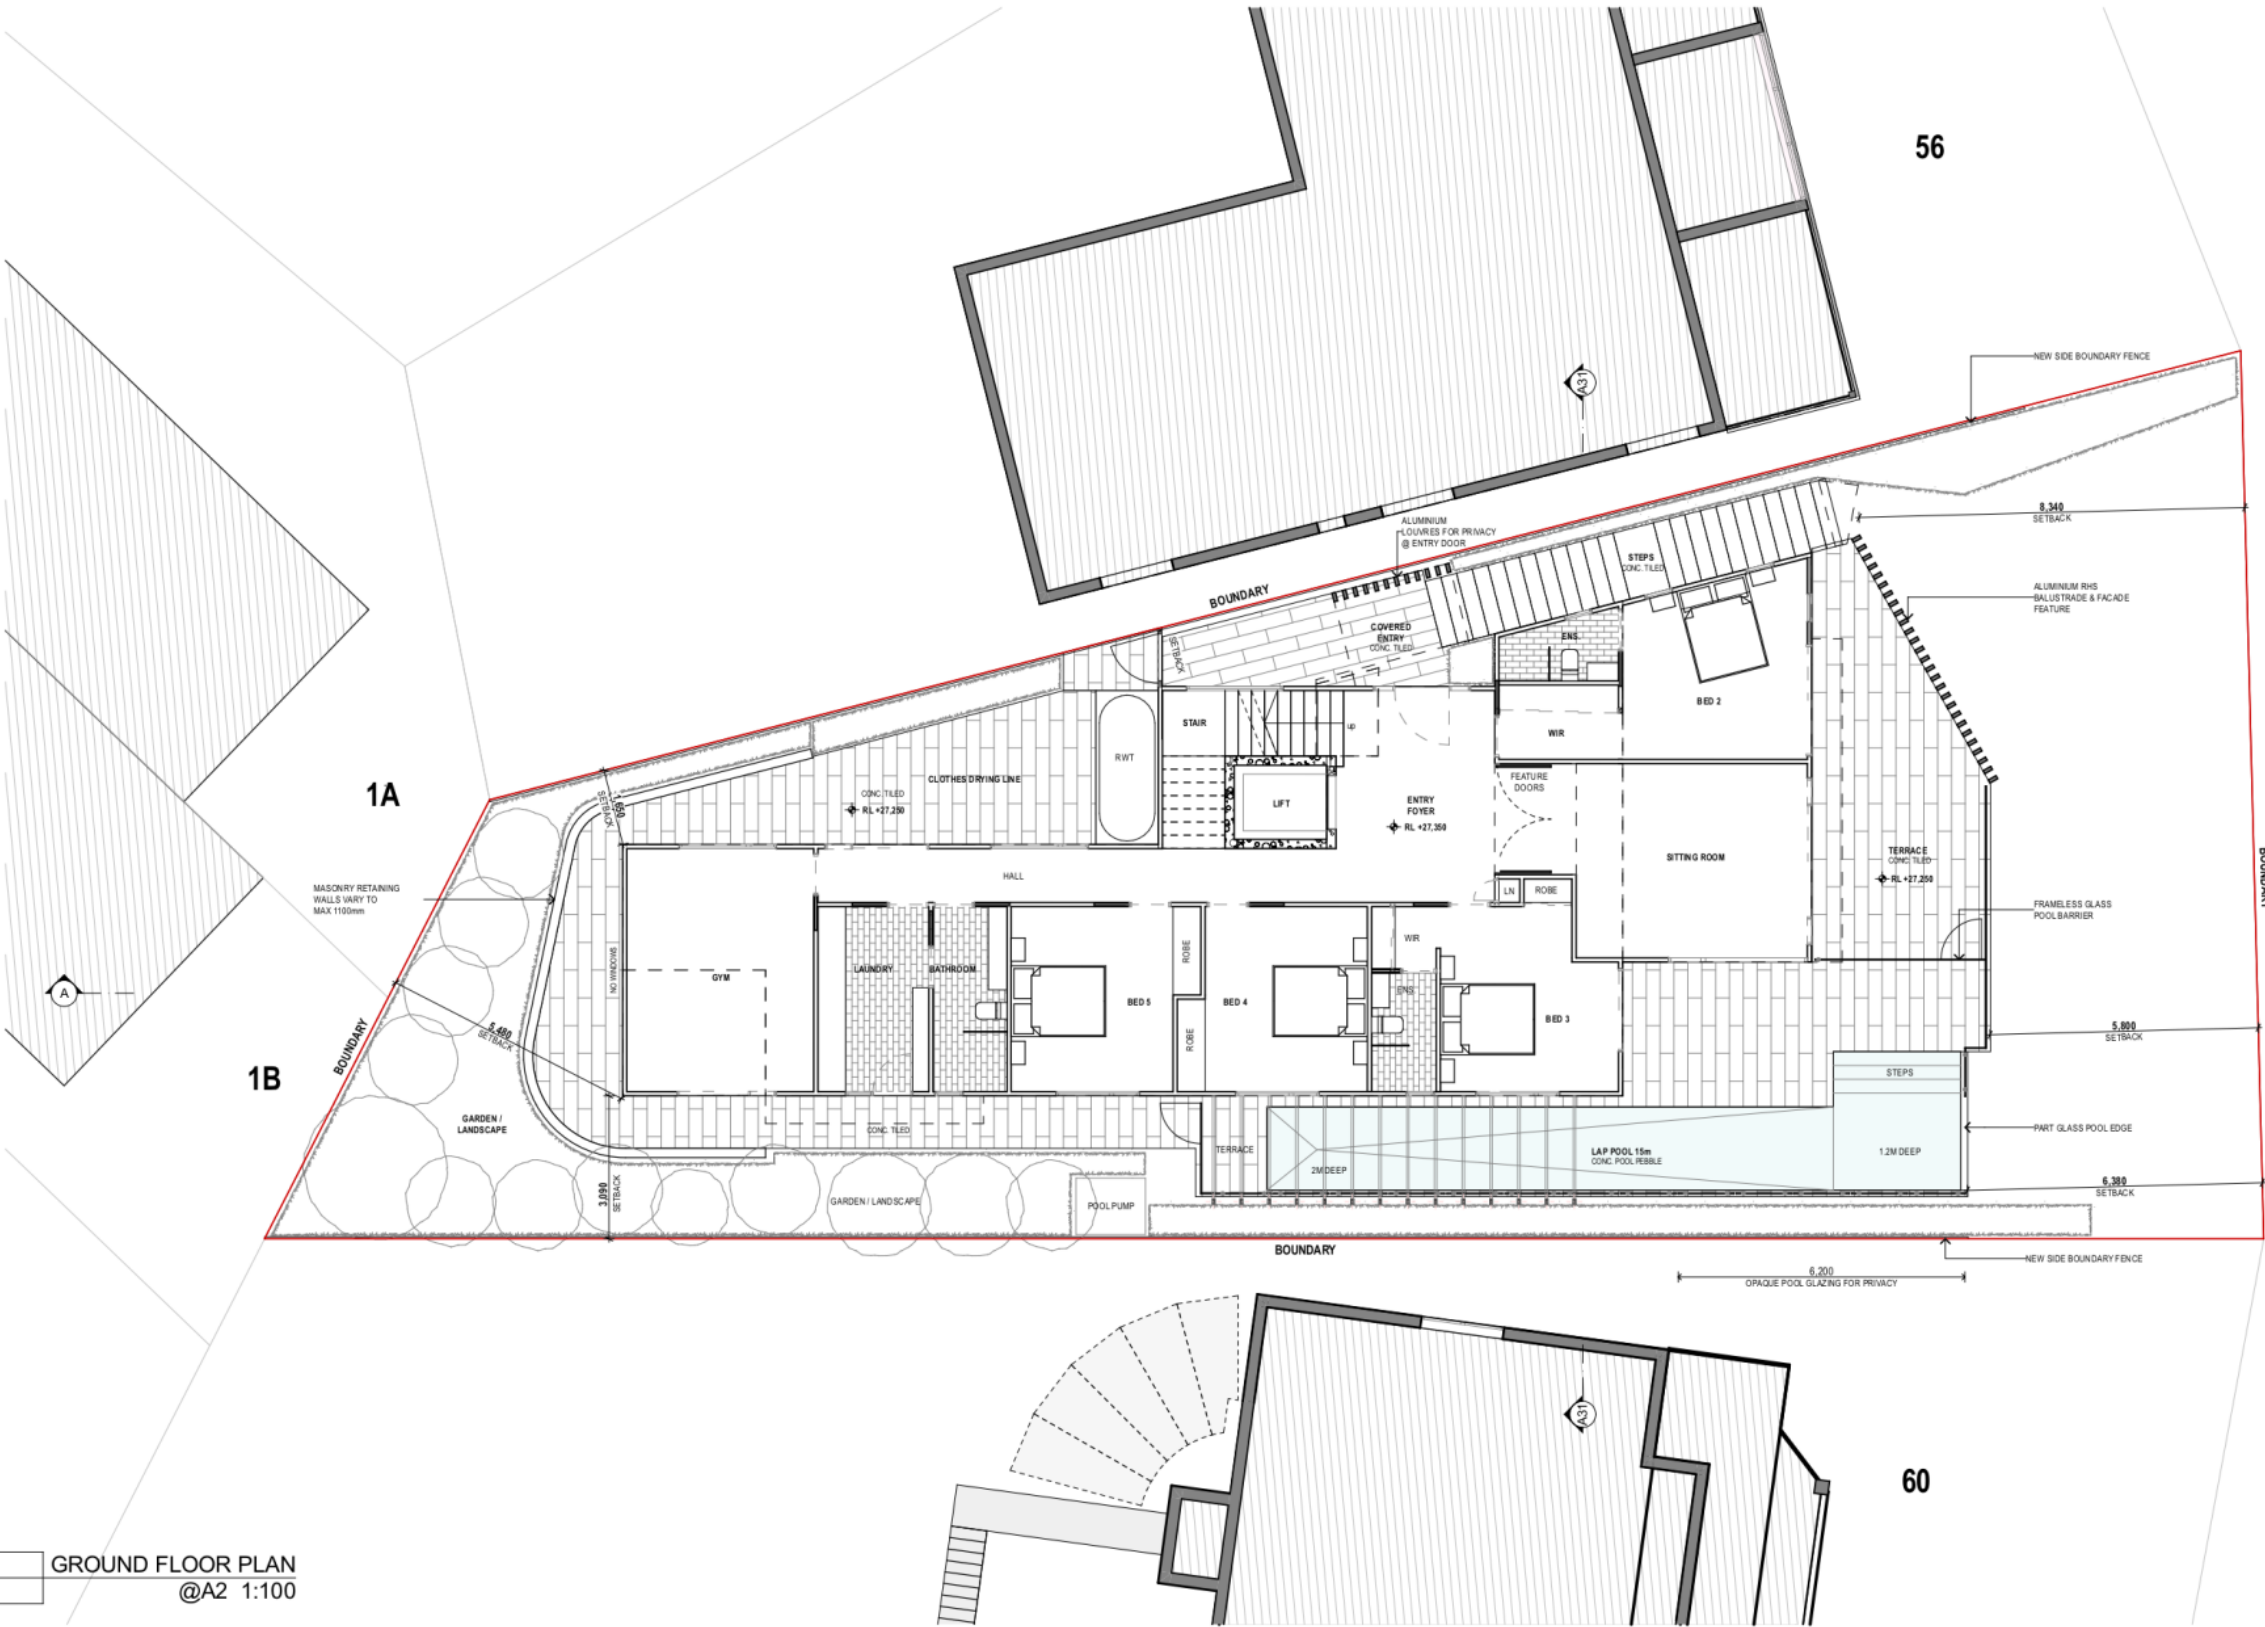 56
NEW SIDE BOUNDARY FENCE
8,340
SETBACK
ALUMINIUM
LOUVRES FOR PRIVACY
@ ENTRY DOOR
A31
STEPS
CONC. TILED
ALUMINIUM RHS
BALUSTRADE & FACADE
FEATURE
BOUNDARY
COVERED
ENTRY
CONC. TILED
SETBACK
ENS.
BED 2
STAIR
up
WIR
RWT
CLOTHES DRYING LINE
CONC. TILED
RL +27,250
LIFT
FEATURE
DOORS
ENTRY
FOYER
RL +27,350
1A
SETBACK
SITTING ROOM
TERRACE
CONC. TILED
RL +27,250
BOUNDARY
MASONRY RETAINING
WALLS VARY TO
MAX 1100mm
HALL
LN
ROBE
FRAMELESS GLASS
POOL BARRIER
NO WINDOWS
GYM
LAUNDRY
BATHROOM
ROBE
WIR
A
BED 5
ROBE
BED 4
ENS.
BED 3
5,480
SETBACK
BOUNDARY
5,800
SETBACK
1B
STEPS
GARDEN /
LANDSCAPE
CONC. TILED
TERRACE
2M DEEP
LAP POOL 15m
CONC. POOL PEBBLE
1.2M DEEP
PART GLASS POOL EDGE
3,090
SETBACK
GARDEN / LANDSCAPE
POOL PUMP
6,380
SETBACK
BOUNDARY
NEW SIDE BOUNDARY FENCE
6,200
OPAQUE POOL GLAZING FOR PRIVACY
A31
60
GROUND FLOOR PLAN
@A2 1:100